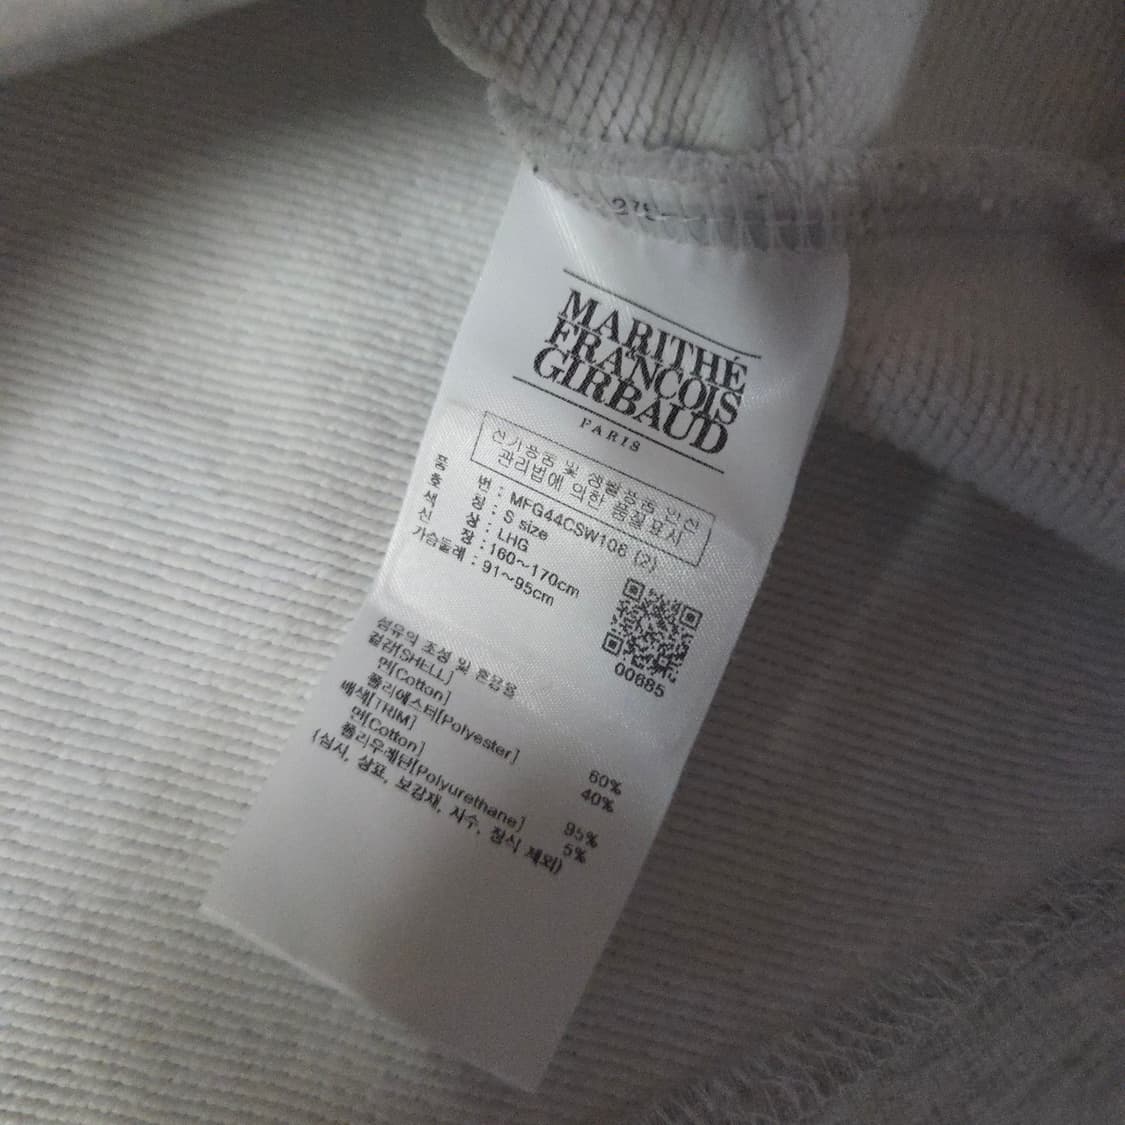 MARITHÉ
FRANÇOIS
GIRBAUD
PARIS
전기용품 및 생활용품 안전
관리법에 의한 품질표시
품 번 : MFG44CSW106 (2)
호 칭 : S size
색 상 : LHG
신 장 : 160~170cm
가슴둘레 : 91~95cm
00685
섬유의 조성 및 혼용율
겉감[SHELL]
면[Cotton] 60%
폴리에스터[Polyester] 40%
배색[TRIM]
면[Cotton] 95%
폴리우레탄[Polyurethane] 5%
(심지, 상표, 보강재, 자수, 장식 제외)